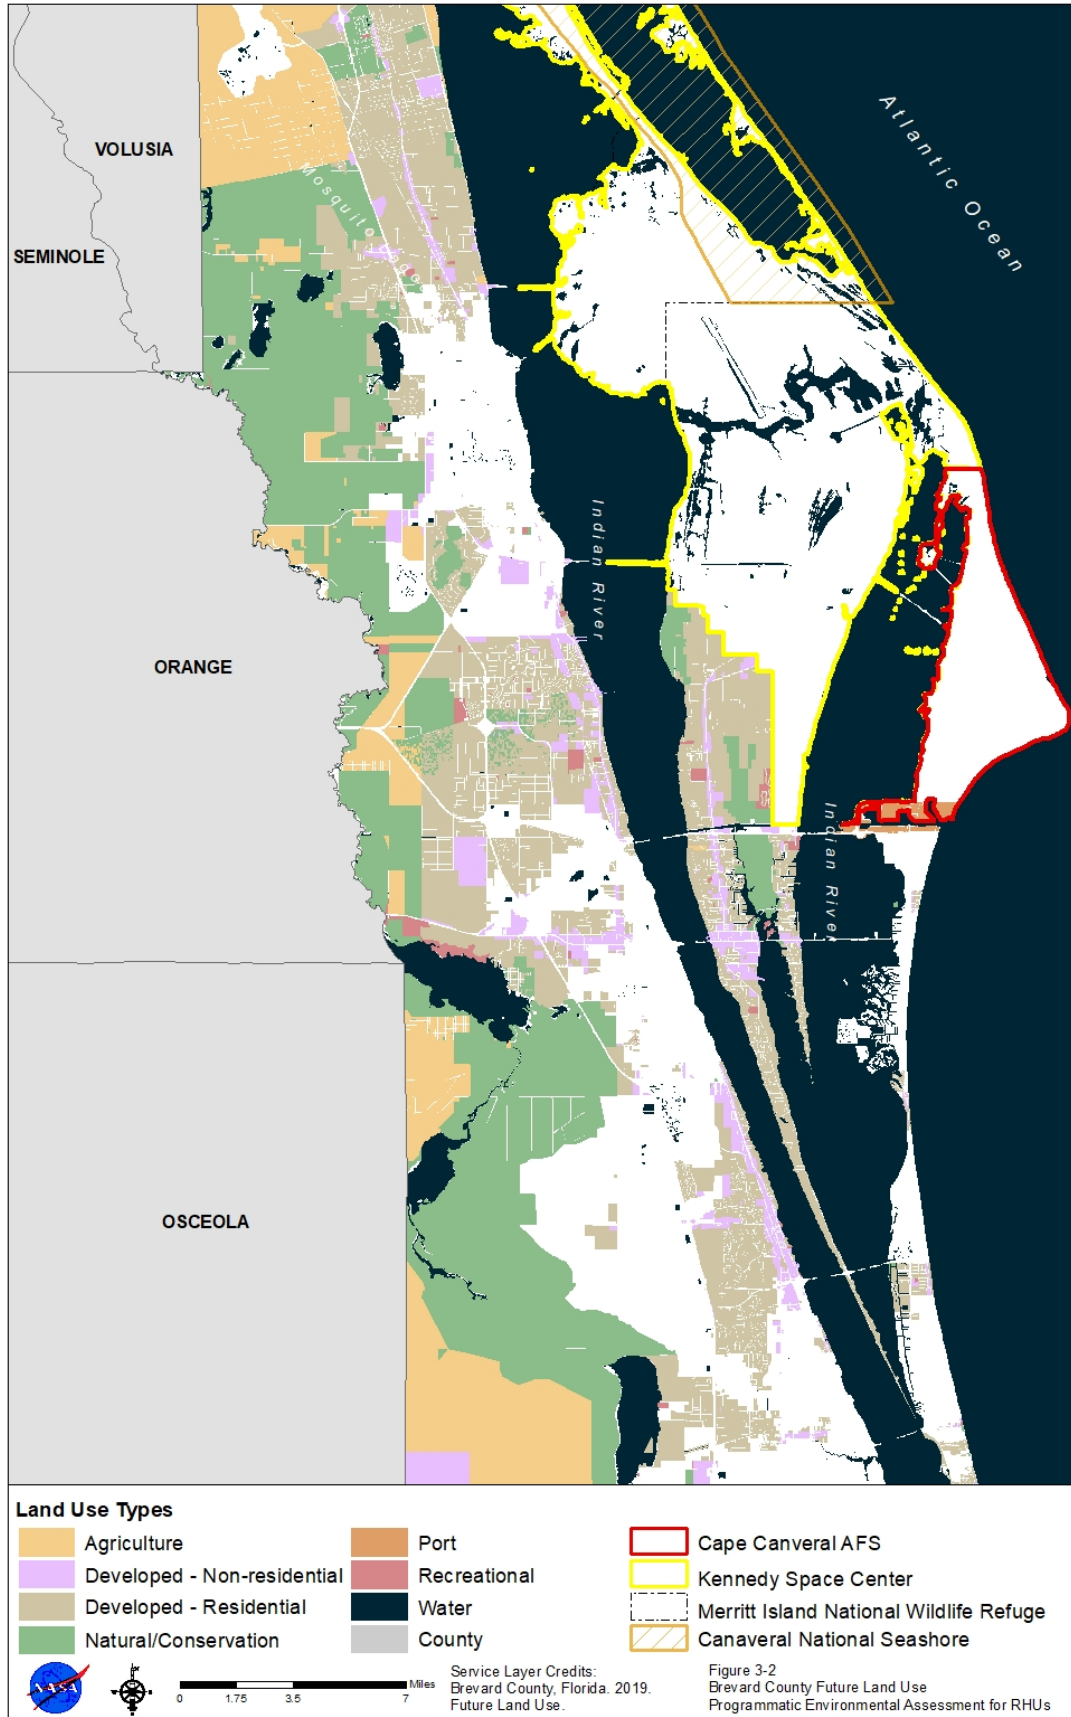 Atlantic Ocean
VOLUSIA
Mosquito Lagoon
SEMINOLE
Indian River
ORANGE
Indian River
OSCEOLA
Land Use Types
Agriculture
Developed - Non-residential
Developed - Residential
Natural/Conservation
Port
Recreational
Water
County
Cape Canveral AFS
Kennedy Space Center
Merritt Island National Wildlife Refuge
Canaveral National Seashore
NASA
0 1.75 3.5 7 Miles
Service Layer Credits:
Brevard County, Florida. 2019.
Future Land Use.
Figure 3-2
Brevard County Future Land Use
Programmatic Environmental Assessment for RHUs